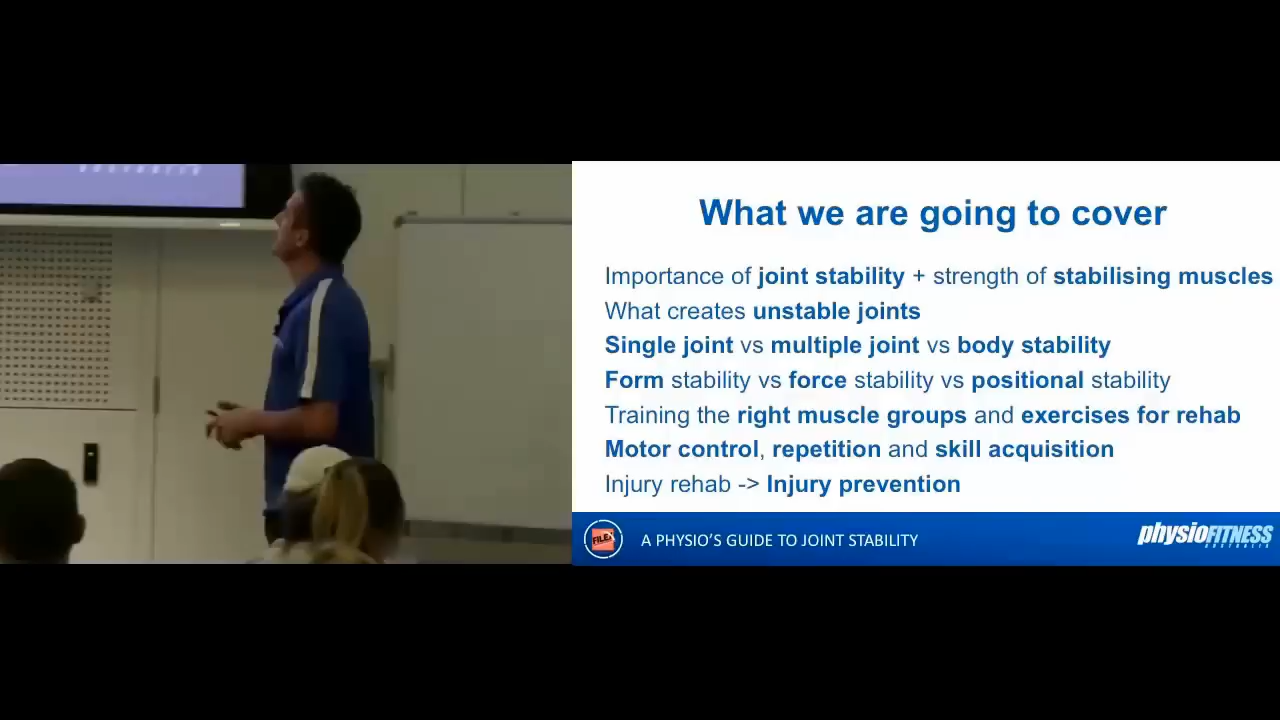 What we are going to cover
Importance of joint stability + strength of stabilising muscles
What creates unstable joints
Single joint vs multiple joint vs body stability
Form stability vs force stability vs positional stability
Training the right muscle groups and exercises for rehab
Motor control, repetition and skill acquisition
Injury rehab -> Injury prevention
FILEX
A PHYSIO'S GUIDE TO JOINT STABILITY
physioFITNESS
AUSTRALIA